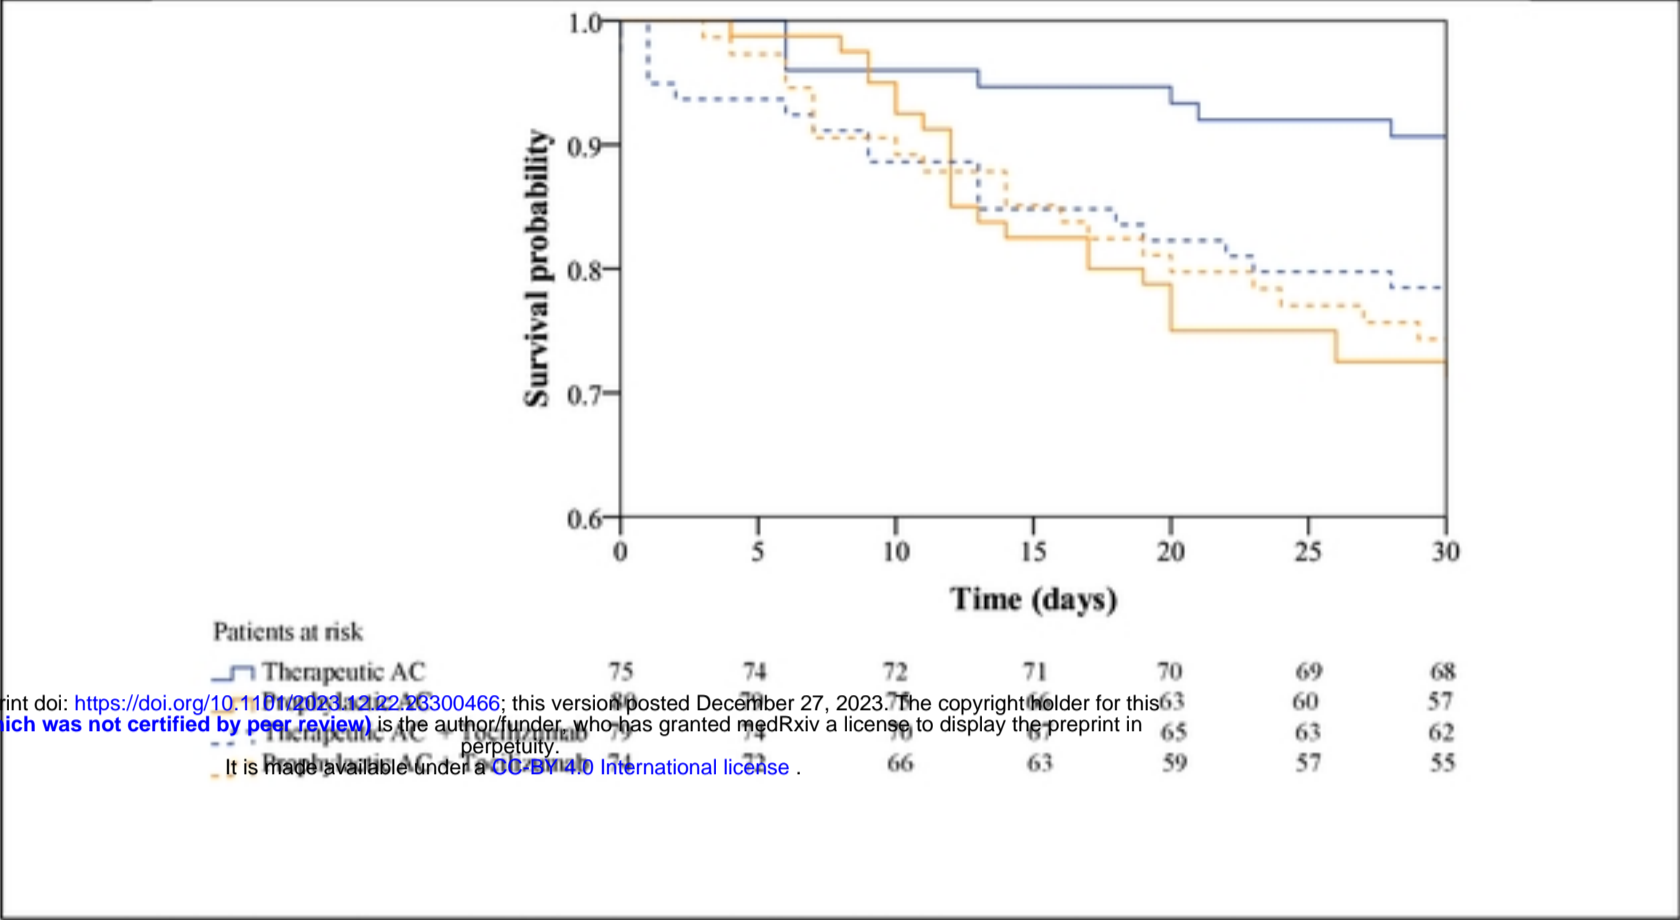 1.0
0.9
0.8
0.7
0.6
Survival probability
0 5 10 15 20 25 30
Time (days)
Patients at risk
Therapeutic AC 75 74 72 71 70 69 68
63 60 57
rint doi: https://doi.org/10.1101/2023.12.22.23300466; this version posted December 27, 2023. The copyright holder for this
hich was not certified by peer review) is the author/funder, who has granted medRxiv a license to display the preprint in
65 63 62
perpetuity.
66 63 59 57 55
It is made available under a CC-BY 4.0 International license .